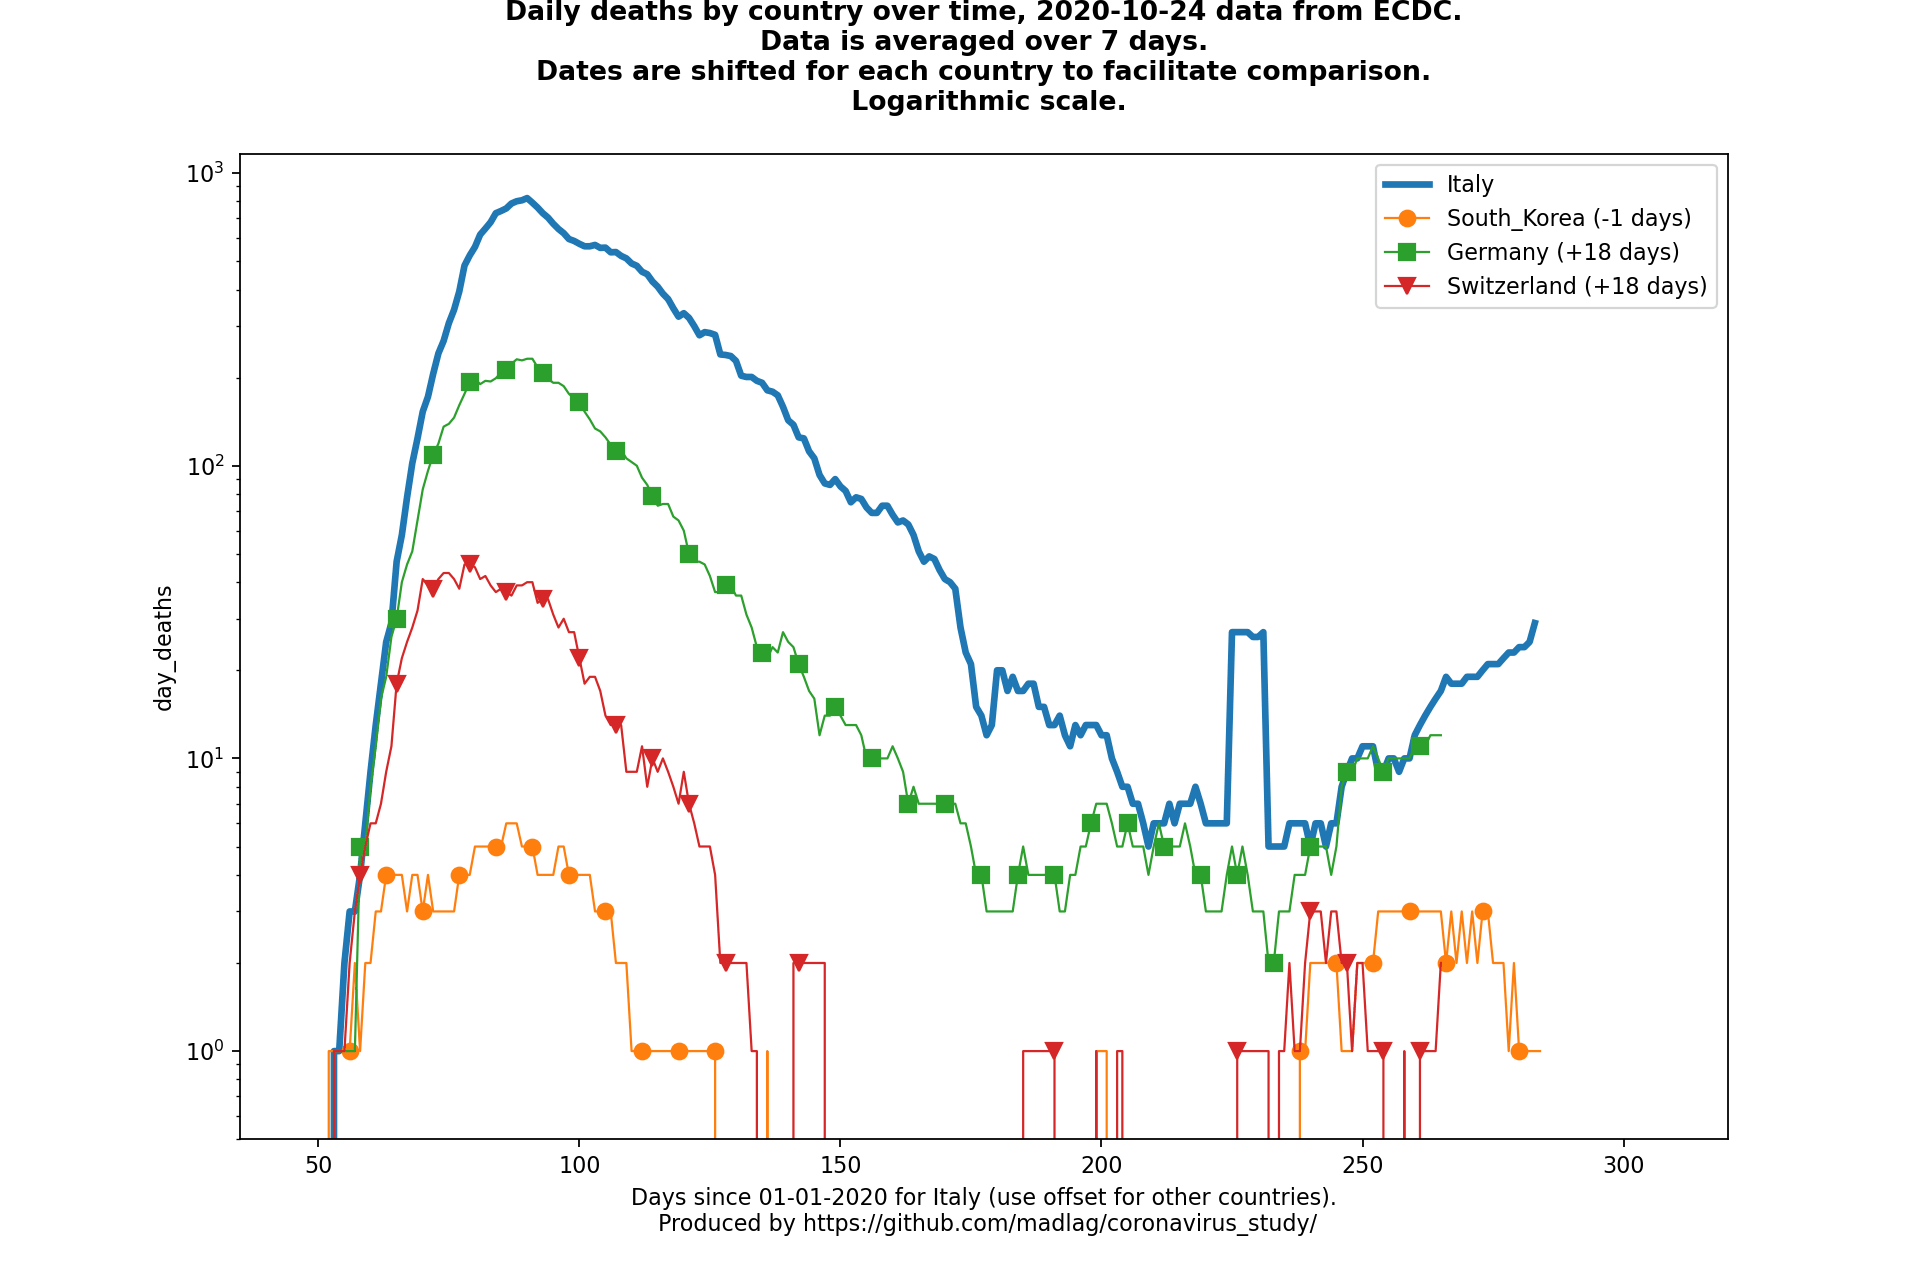 Daily deaths by country over time, 2020-10-24 data from ECDC.
Data is averaged over 7 days.
Dates are shifted for each country to facilitate comparison.
Logarithmic scale.
10³
10²
10¹
10⁰
day_deaths
Italy
South_Korea (-1 days)
Germany (+18 days)
Switzerland (+18 days)
50 100 150 200 250 300
Days since 01-01-2020 for Italy (use offset for other countries).
Produced by https://github.com/madlag/coronavirus_study/